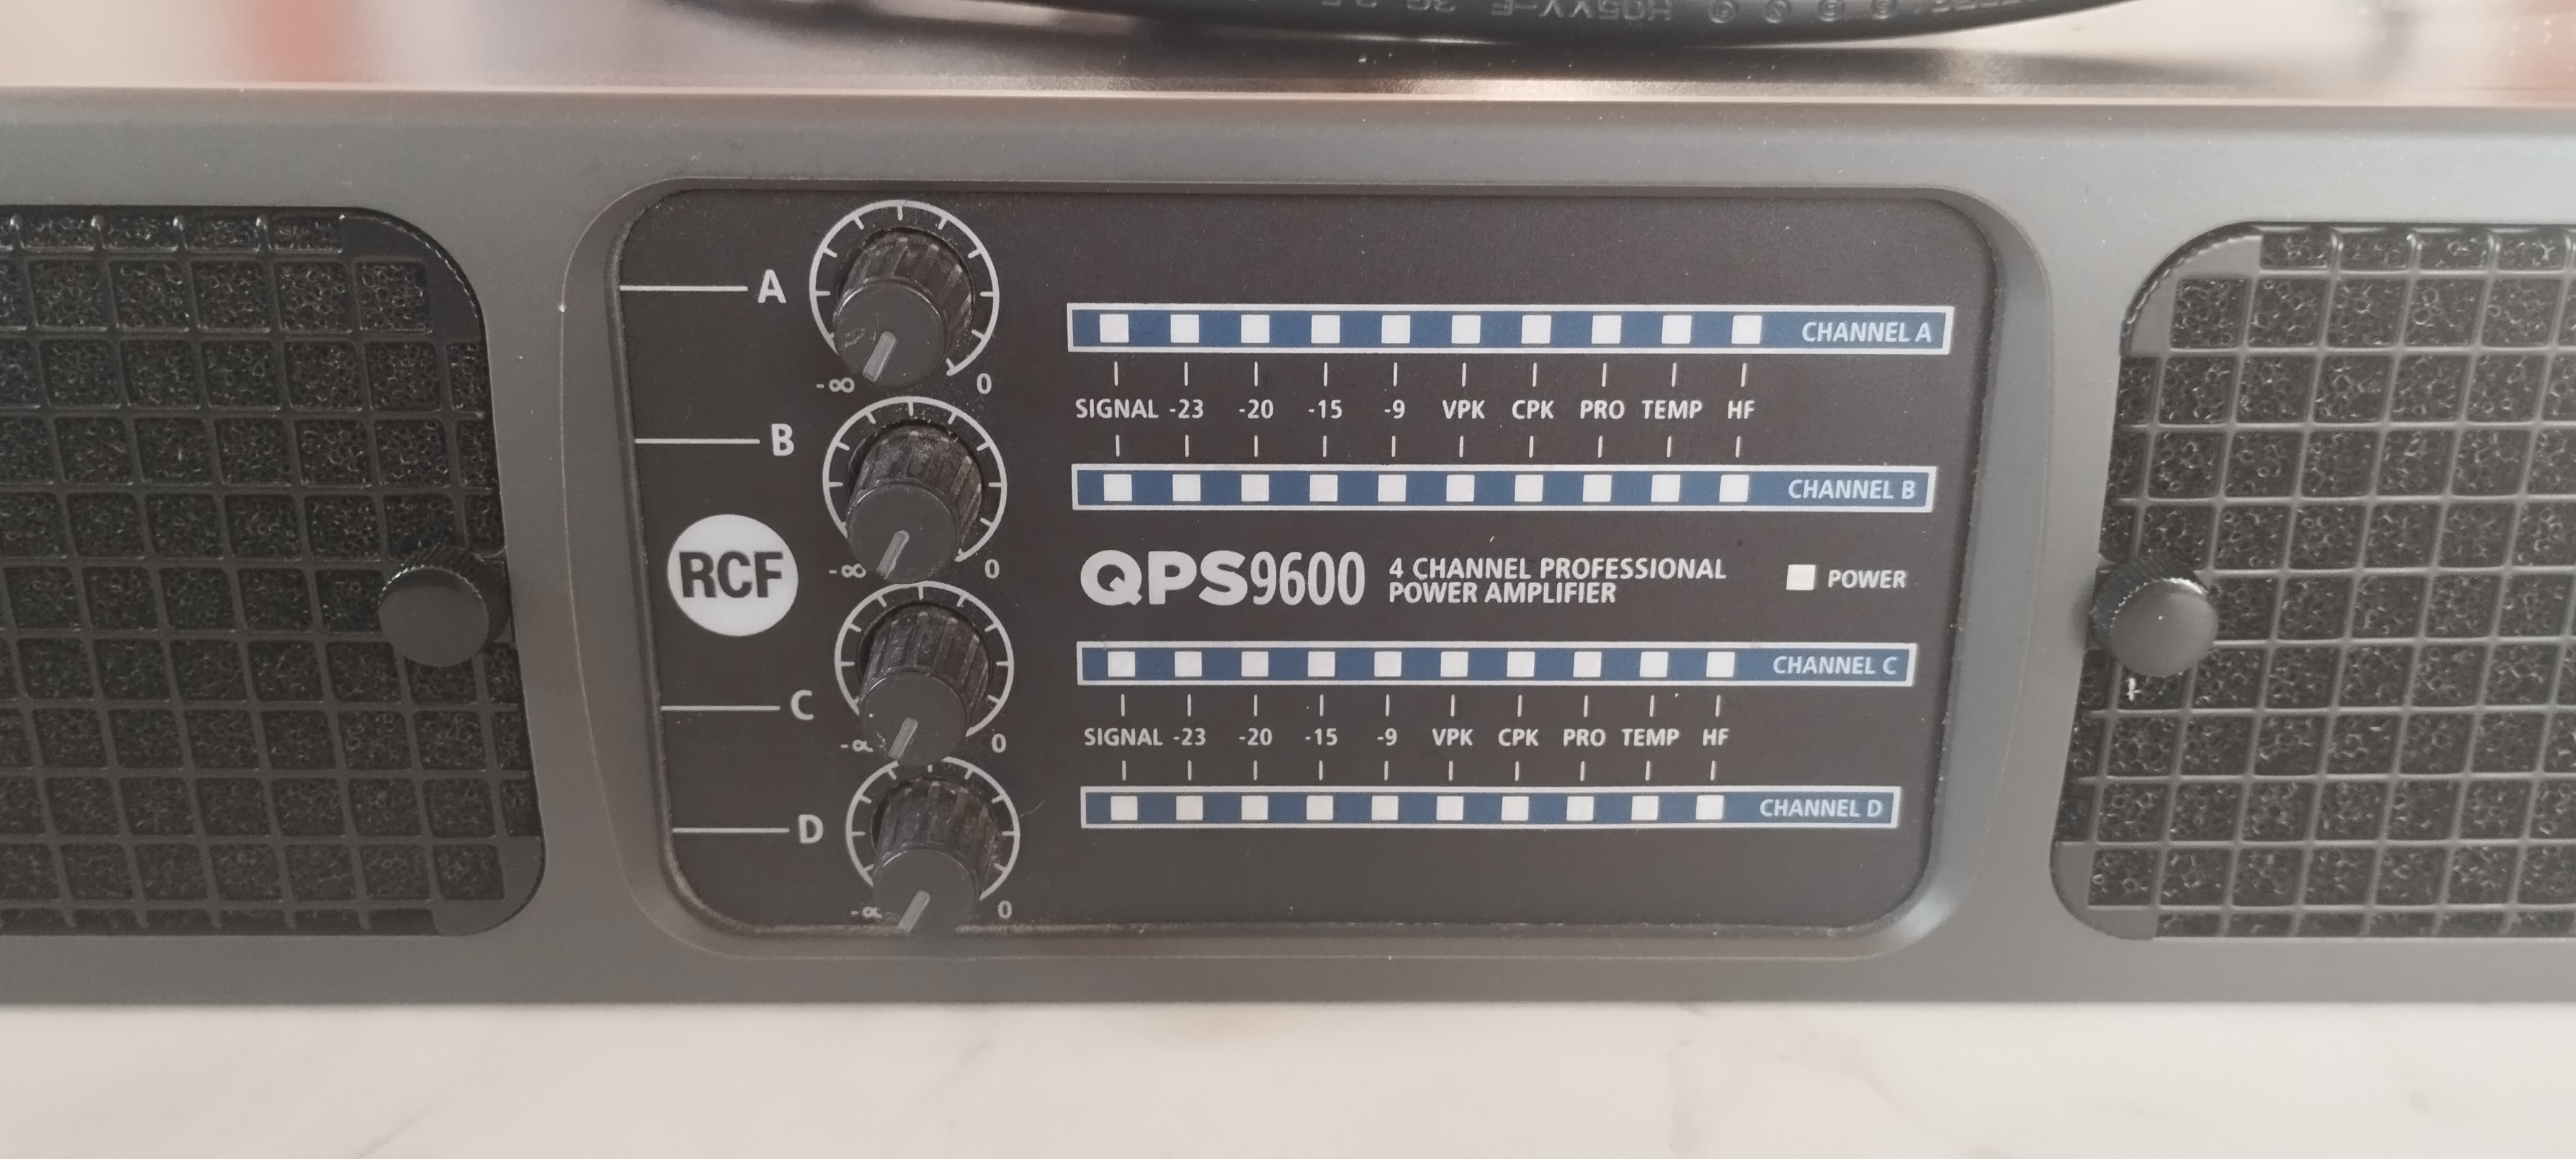 A
-∞
0
CHANNEL A
SIGNAL -23 -20 -15 -9 VPK CPK PRO TEMP HF
B
-∞
0
CHANNEL B
RCF
QPS9600
4 CHANNEL PROFESSIONAL
POWER AMPLIFIER
POWER
C
0
CHANNEL C
SIGNAL -23 -20 -15 -9 VPK CPK PRO TEMP HF
D
0
CHANNEL D